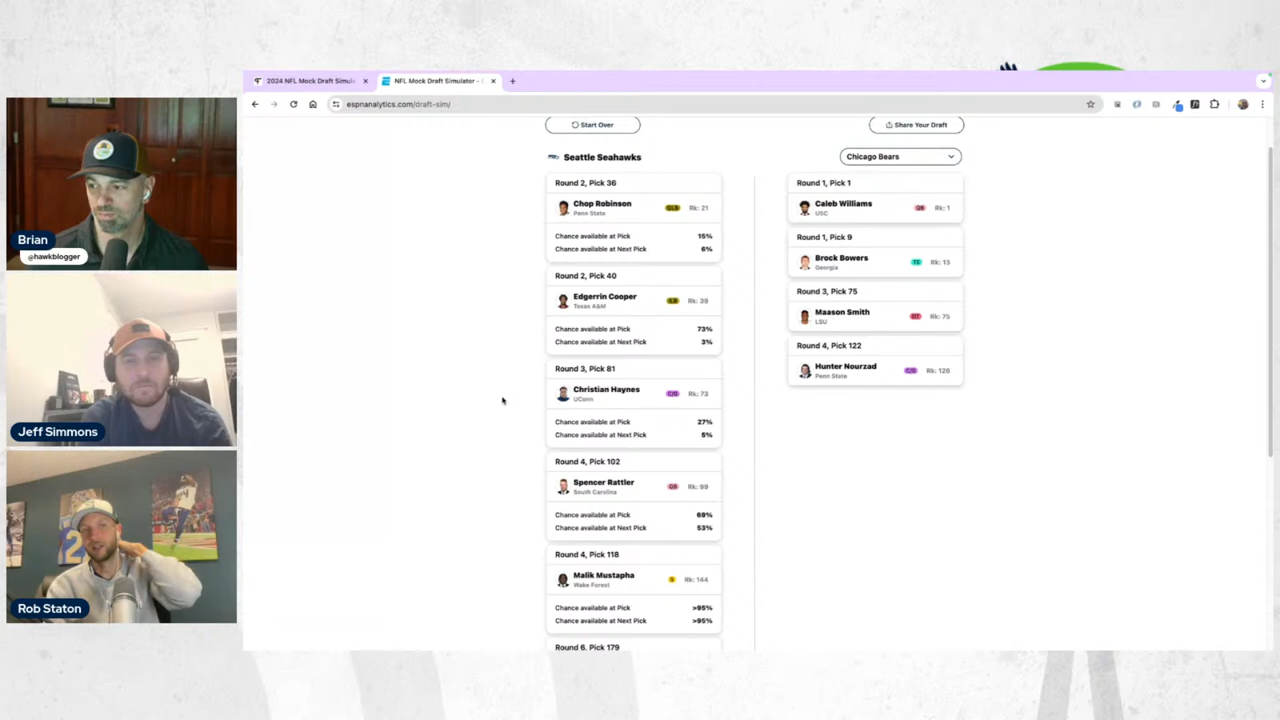 2024 NFL Mock Draft Simula
NFL Mock Draft Simulator -
espnanalytics.com/draft-sim/
Start Over
Share Your Draft
Seattle Seahawks
Chicago Bears
Round 2, Pick 36
Chop Robinson
Penn State
OLB
Rk: 21
Chance available at Pick
15%
Chance available at Next Pick
6%
Round 2, Pick 40
Edgerrin Cooper
Texas A&M
ILB
Rk: 39
Chance available at Pick
73%
Chance available at Next Pick
3%
Round 3, Pick 81
Christian Haynes
UConn
C/G
Rk: 73
Chance available at Pick
27%
Chance available at Next Pick
5%
Round 4, Pick 102
Spencer Rattler
South Carolina
QB
Rk: 99
Chance available at Pick
69%
Chance available at Next Pick
53%
Round 4, Pick 118
Malik Mustapha
Wake Forest
S
Rk: 144
Chance available at Pick
>95%
Chance available at Next Pick
>95%
Round 6, Pick 179
Round 1, Pick 1
Caleb Williams
USC
QB
Rk: 1
Round 1, Pick 9
Brock Bowers
Georgia
TE
Rk: 13
Round 3, Pick 75
Maason Smith
LSU
DT
Rk: 75
Round 4, Pick 122
Hunter Nourzad
Penn State
C/G
Rk: 126
Brian
@hawkblogger
Jeff Simmons
Rob Staton